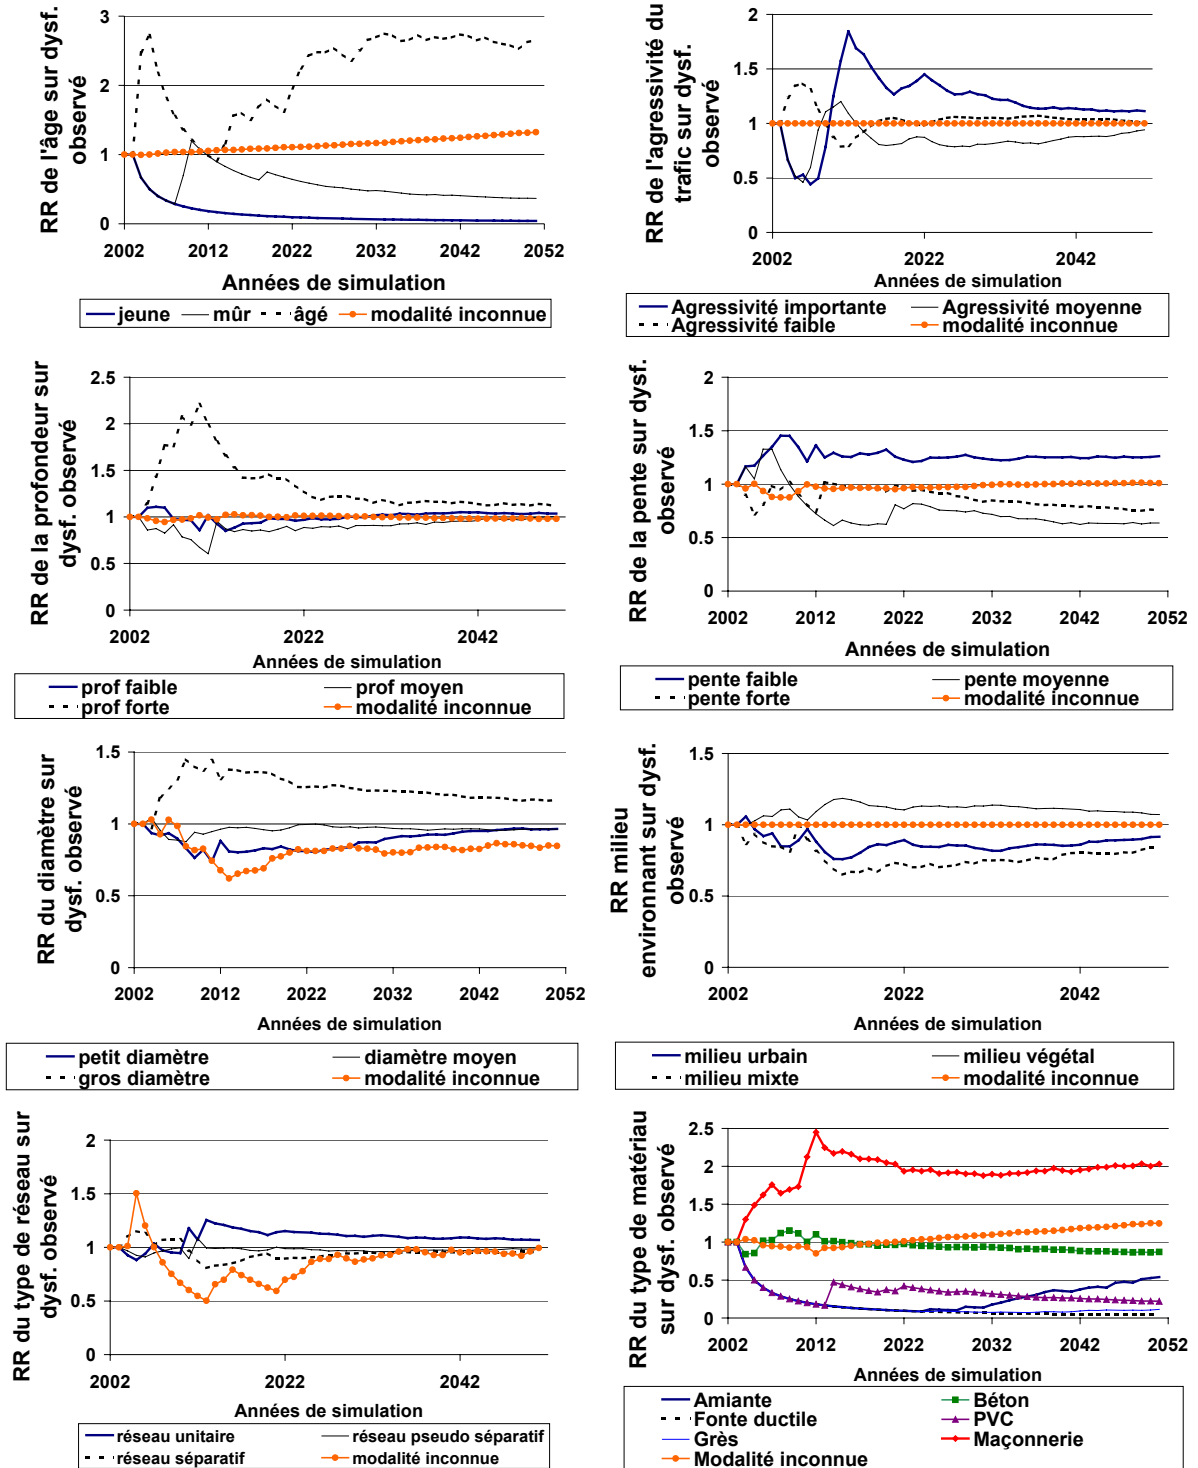 RR de l'âge sur dysf.
observé
3
2
1
0
2002 2012 2022 2032 2042 2052
Années de simulation
jeune mûr âgé modalité inconnue
RR de l'agressivité du
trafic sur dysf.
observé
2
1.5
1
0.5
0
2002 2022 2042
Années de simulation
Agressivité importante Agressivité moyenne
Agressivité faible modalité inconnue
RR de la profondeur sur
dysf. observé
2.5
2
1.5
1
0.5
0
2002 2022 2042
Années de simulation
prof faible prof moyen
prof forte modalité inconnue
RR de la pente sur dysf.
observé
2
1.5
1
0.5
0
2002 2012 2022 2032 2042 2052
Années de simulation
pente faible pente moyenne
pente forte modalité inconnue
RR du diamètre sur
dysf. observé
1.5
1
0.5
0
2002 2012 2022 2032 2042 2052
Années de simulation
petit diamètre diamètre moyen
gros diamètre modalité inconnue
RR milieu
environnant sur dysf.
observé
1.5
1
0.5
0
2002 2022 2042
Années de simulation
milieu urbain milieu végétal
milieu mixte modalité inconnue
RR du type de réseau sur
dysf. observé
2
1.5
1
0.5
0
2002 2022 2042
Années de simulation
réseau unitaire réseau pseudo séparatif
réseau séparatif modalité inconnue
RR du type de matériau
sur dysf. observé
2.5
2
1.5
1
0.5
0
2002 2012 2022 2032 2042 2052
Années de simulation
Amiante Béton
Fonte ductile PVC
Grès Maçonnerie
Modalité inconnue